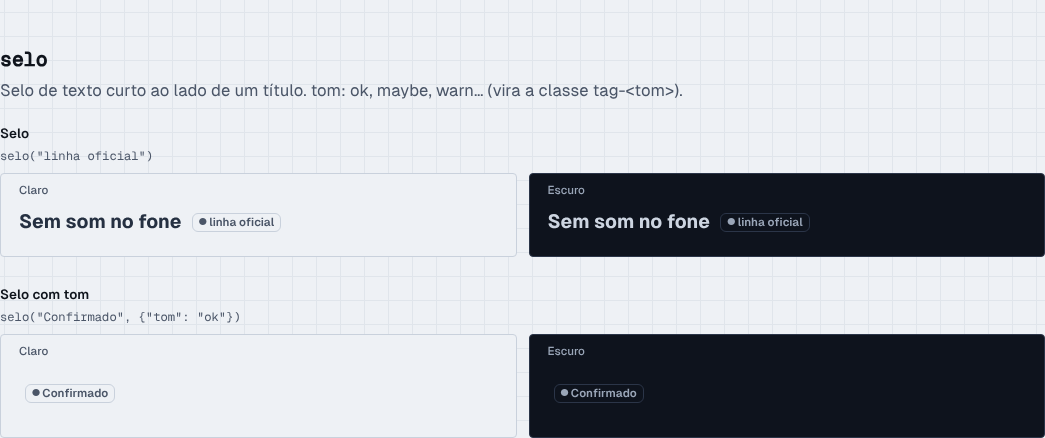 selo
Selo de texto curto ao lado de um título. tom: ok, maybe, warn… (vira a classe tag-<tom>).
Selo
selo("linha oficial")
Claro
Sem som no fone linha oficial
Escuro
Sem som no fone linha oficial
Selo com tom
selo("Confirmado", {"tom": "ok"})
Claro
Confirmado
Escuro
Confirmado